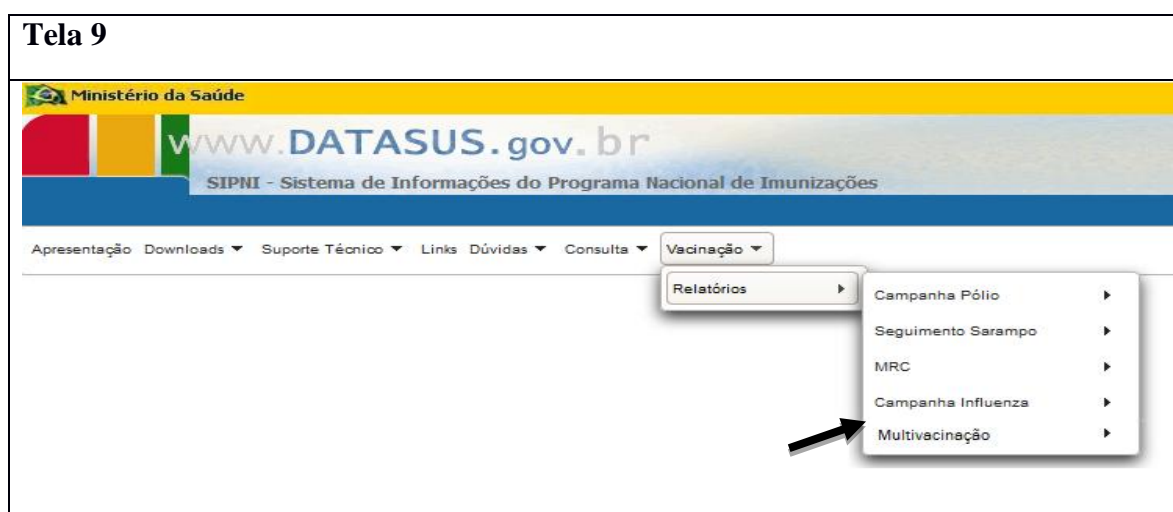 Tela 9
Ministério da Saúde
www.DATASUS.gov.br
SIPNI - Sistema de Informações do Programa Nacional de Imunizações
Apresentação Downloads Suporte Técnico Links Dúvidas Consulta Vacinação
Relatórios
Campanha Pólio
Seguimento Sarampo
MRC
Campanha Influenza
Multivacinação